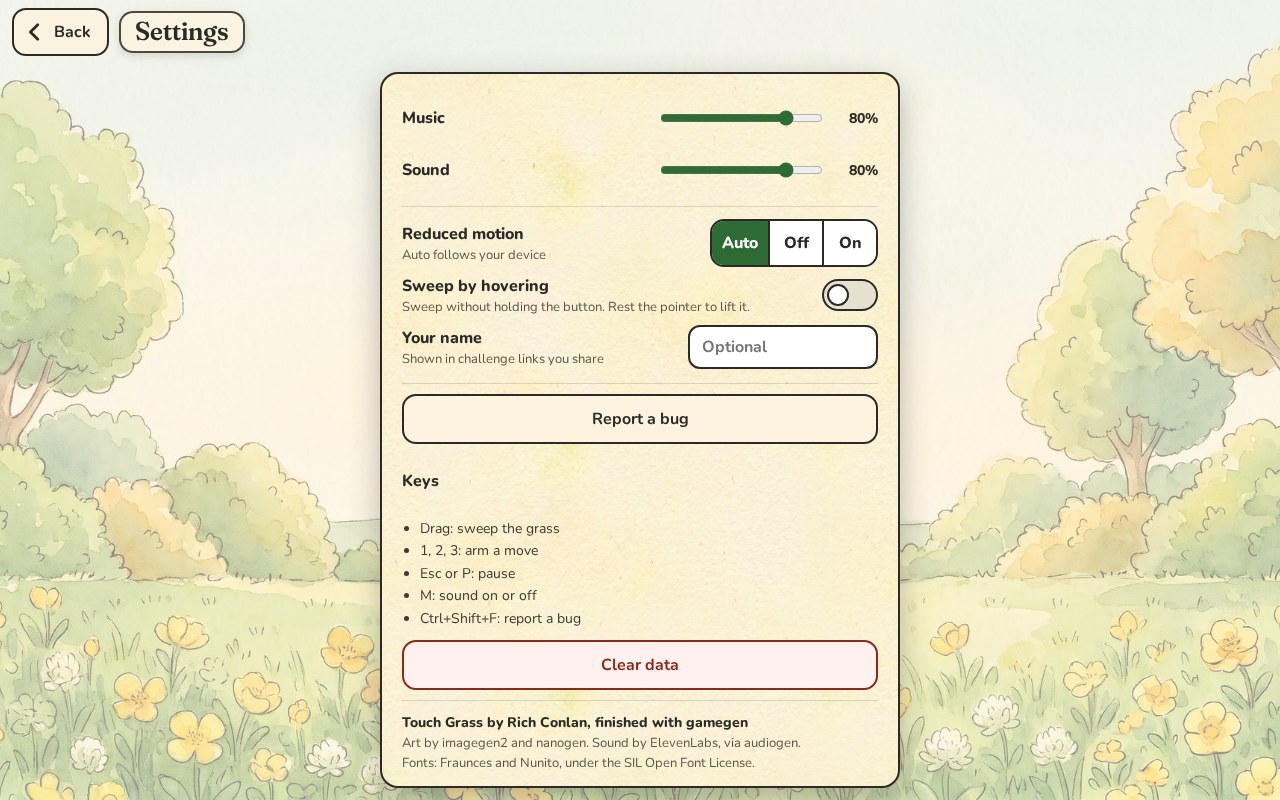 Back
Settings
Music
80%
Sound
80%
Reduced motion
Auto follows your device
Auto
Off
On
Sweep by hovering
Sweep without holding the button. Rest the pointer to lift it.
Your name
Shown in challenge links you share
Optional
Report a bug
Keys
• Drag: sweep the grass
• 1, 2, 3: arm a move
• Esc or P: pause
• M: sound on or off
• Ctrl+Shift+F: report a bug
Clear data
Touch Grass by Rich Conlan, finished with gamegen
Art by imagegen2 and nanogen. Sound by ElevenLabs, via audiogen.
Fonts: Fraunces and Nunito, under the SIL Open Font License.